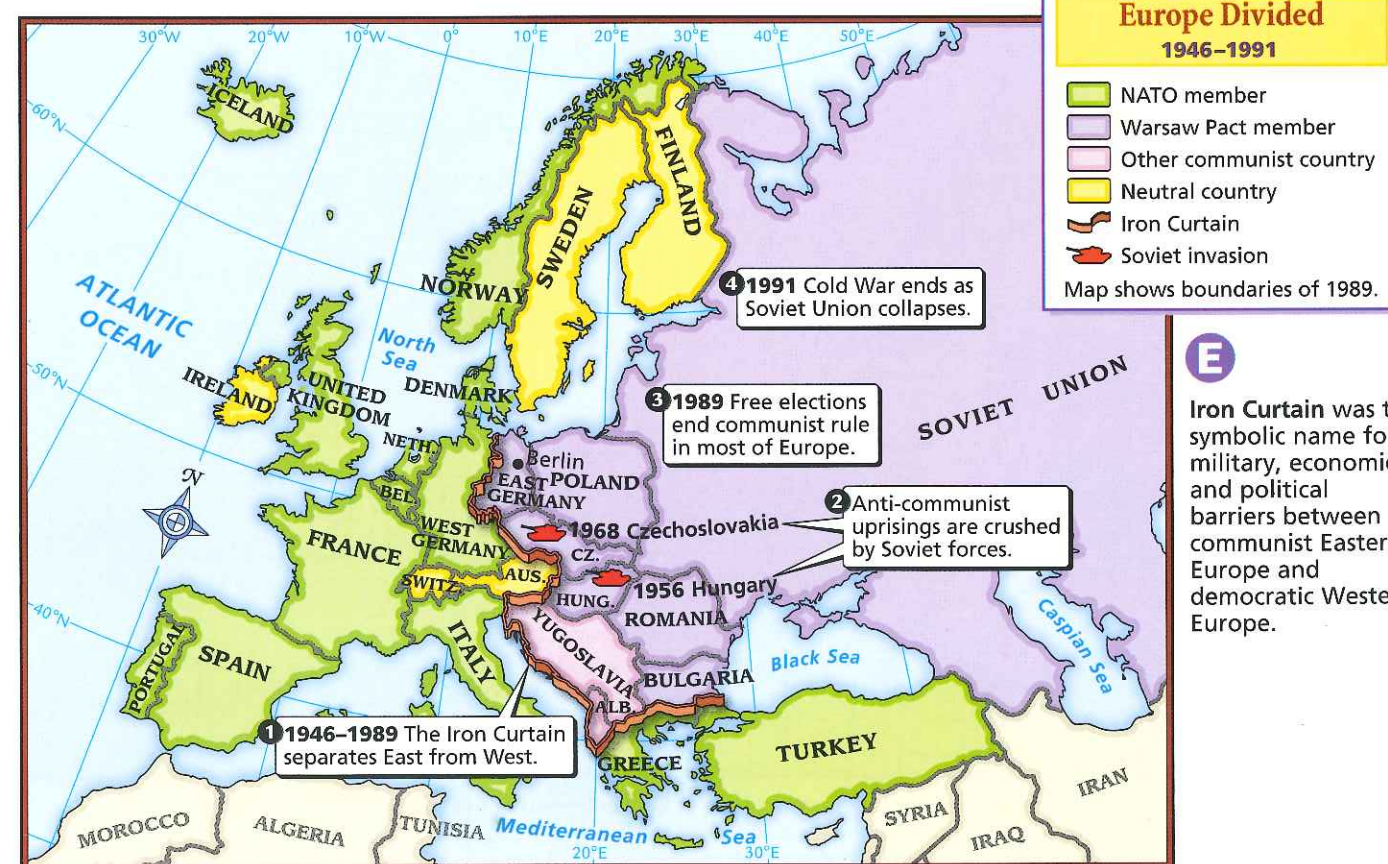 Europe Divided
1946–1991
NATO member
Warsaw Pact member
Other communist country
Neutral country
Iron Curtain
Soviet invasion
Map shows boundaries of 1989.
30°W
20°W
10°W
0°
10°E
20°E
30°E
40°E
50°E
60°N
50°N
40°N
ICELAND
ATLANTIC
OCEAN
NORWAY
SWEDEN
FINLAND
4 1991 Cold War ends as
Soviet Union collapses.
North
Sea
IRELAND
UNITED
KINGDOM
DENMARK
NETH.
BEL.
3 1989 Free elections
end communist rule
in most of Europe.
SOVIET UNION
Berlin
EAST
GERMANY
POLAND
WEST
GERMANY
1968 Czechoslovakia
CZ.
2 Anti-communist
uprisings are crushed
by Soviet forces.
N
FRANCE
SWITZ.
AUS.
HUNG.
1956 Hungary
ROMANIA
YUGOSLAVIA
ITALY
BULGARIA
ALB.
Black Sea
Caspian Sea
PORTUGAL
SPAIN
1 1946–1989 The Iron Curtain
separates East from West.
GREECE
TURKEY
MOROCCO
ALGERIA
TUNISIA
Mediterranean Sea
SYRIA
IRAQ
IRAN
20°E
30°E
E
Iron Curtain was t
symbolic name fo
military, economic
and political
barriers between
communist Easter
Europe and
democratic Weste
Europe.